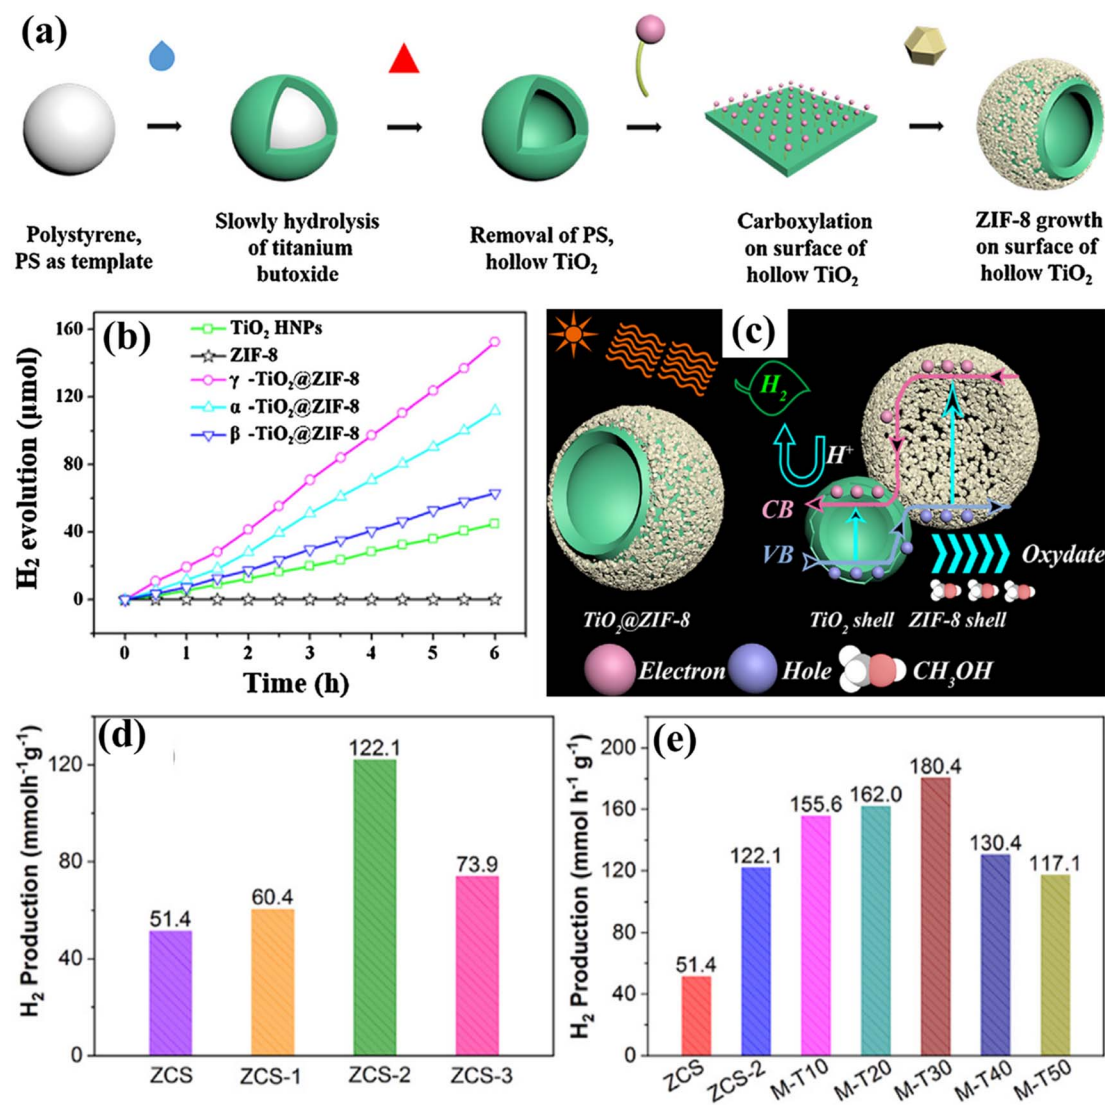 (a)
Polystyrene,
PS as template
Slowly hydrolysis
of titanium
butoxide
Removal of PS,
hollow TiO₂
Carboxylation
on surface of
hollow TiO₂
ZIF-8 growth
on surface of
hollow TiO₂
(b)
H₂ evolution (μmol)
160
120
80
40
0
TiO₂ HNPs
ZIF-8
γ -TiO₂@ZIF-8
α -TiO₂@ZIF-8
β -TiO₂@ZIF-8
0 1 2 3 4 5 6
Time (h)
(c)
H₂
H⁺
CB
VB
Oxydate
TiO₂@ZIF-8
TiO₂ shell ZIF-8 shell
Electron Hole CH₃OH
(d)
H₂ Production (mmolh⁻¹g⁻¹)
120
80
40
0
51.4
60.4
122.1
73.9
ZCS ZCS-1 ZCS-2 ZCS-3
(e)
H₂ Production (mmol h⁻¹ g⁻¹)
200
160
120
80
40
0
51.4
122.1
155.6
162.0
180.4
130.4
117.1
ZCS ZCS-2 M-T10 M-T20 M-T30 M-T40 M-T50